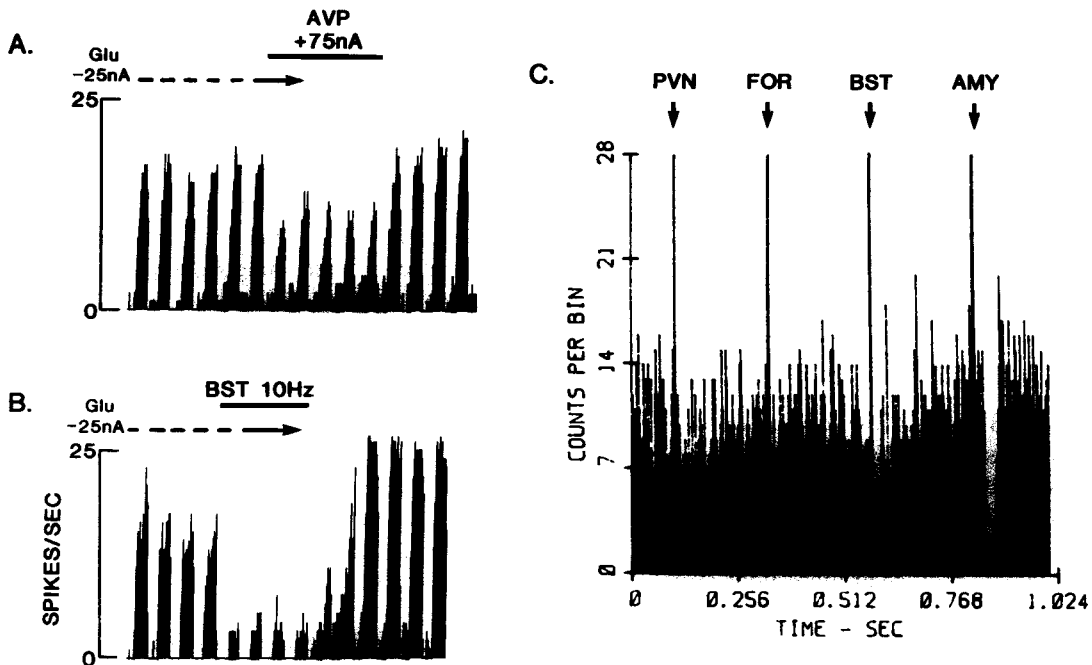 A.
Glu
-25nA
AVP
+75nA
25
0
B.
Glu
-25nA
BST 10Hz
25
0
SPIKES/SEC
C.
PVN FOR BST AMY
28
21
14
7
0
COUNTS PER BIN
0 0.256 0.512 0.768 1.024
TIME - SEC